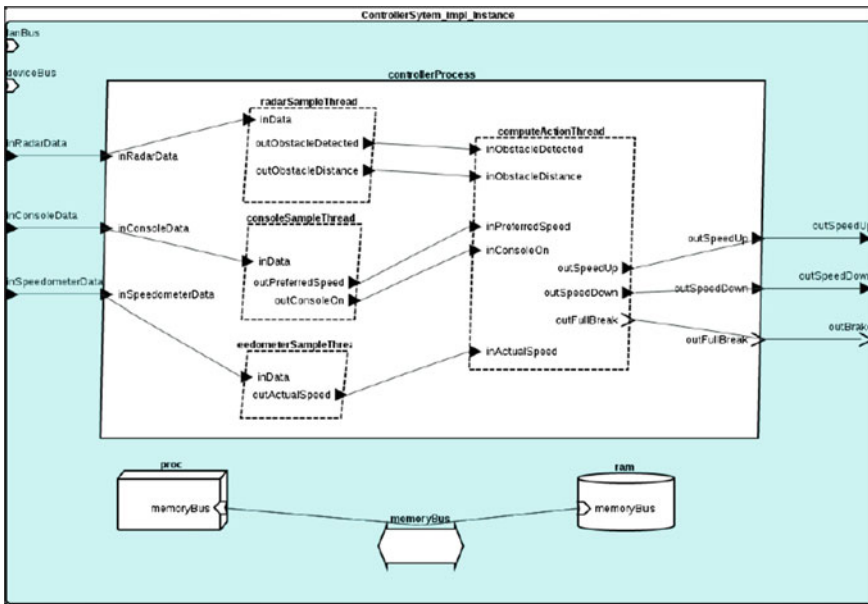 ControllerSytem_impl_Instance
lanBus
deviceBus
controllerProcess
radarSampleThread
inData
outObstacleDetected
outObstacleDistance
computeActionThread
inObstacleDetected
inObstacleDistance
inPreferredSpeed
inConsoleOn
outSpeedUp
outSpeedDown
outFullBreak
inActualSpeed
inRadarData
inRadarData
inConsoleData
inConsoleData
consoleSampleThread
inData
outPreferredSpeed
outConsoleOn
inSpeedometerData
inSpeedometerData
eedometerSampleThrea
inData
outActualSpeed
outSpeedUp
outSpeedUp
outSpeedDown
outSpeedDown
outFullBreak
outBrake
proc
memoryBus
memoryBus
ram
memoryBus